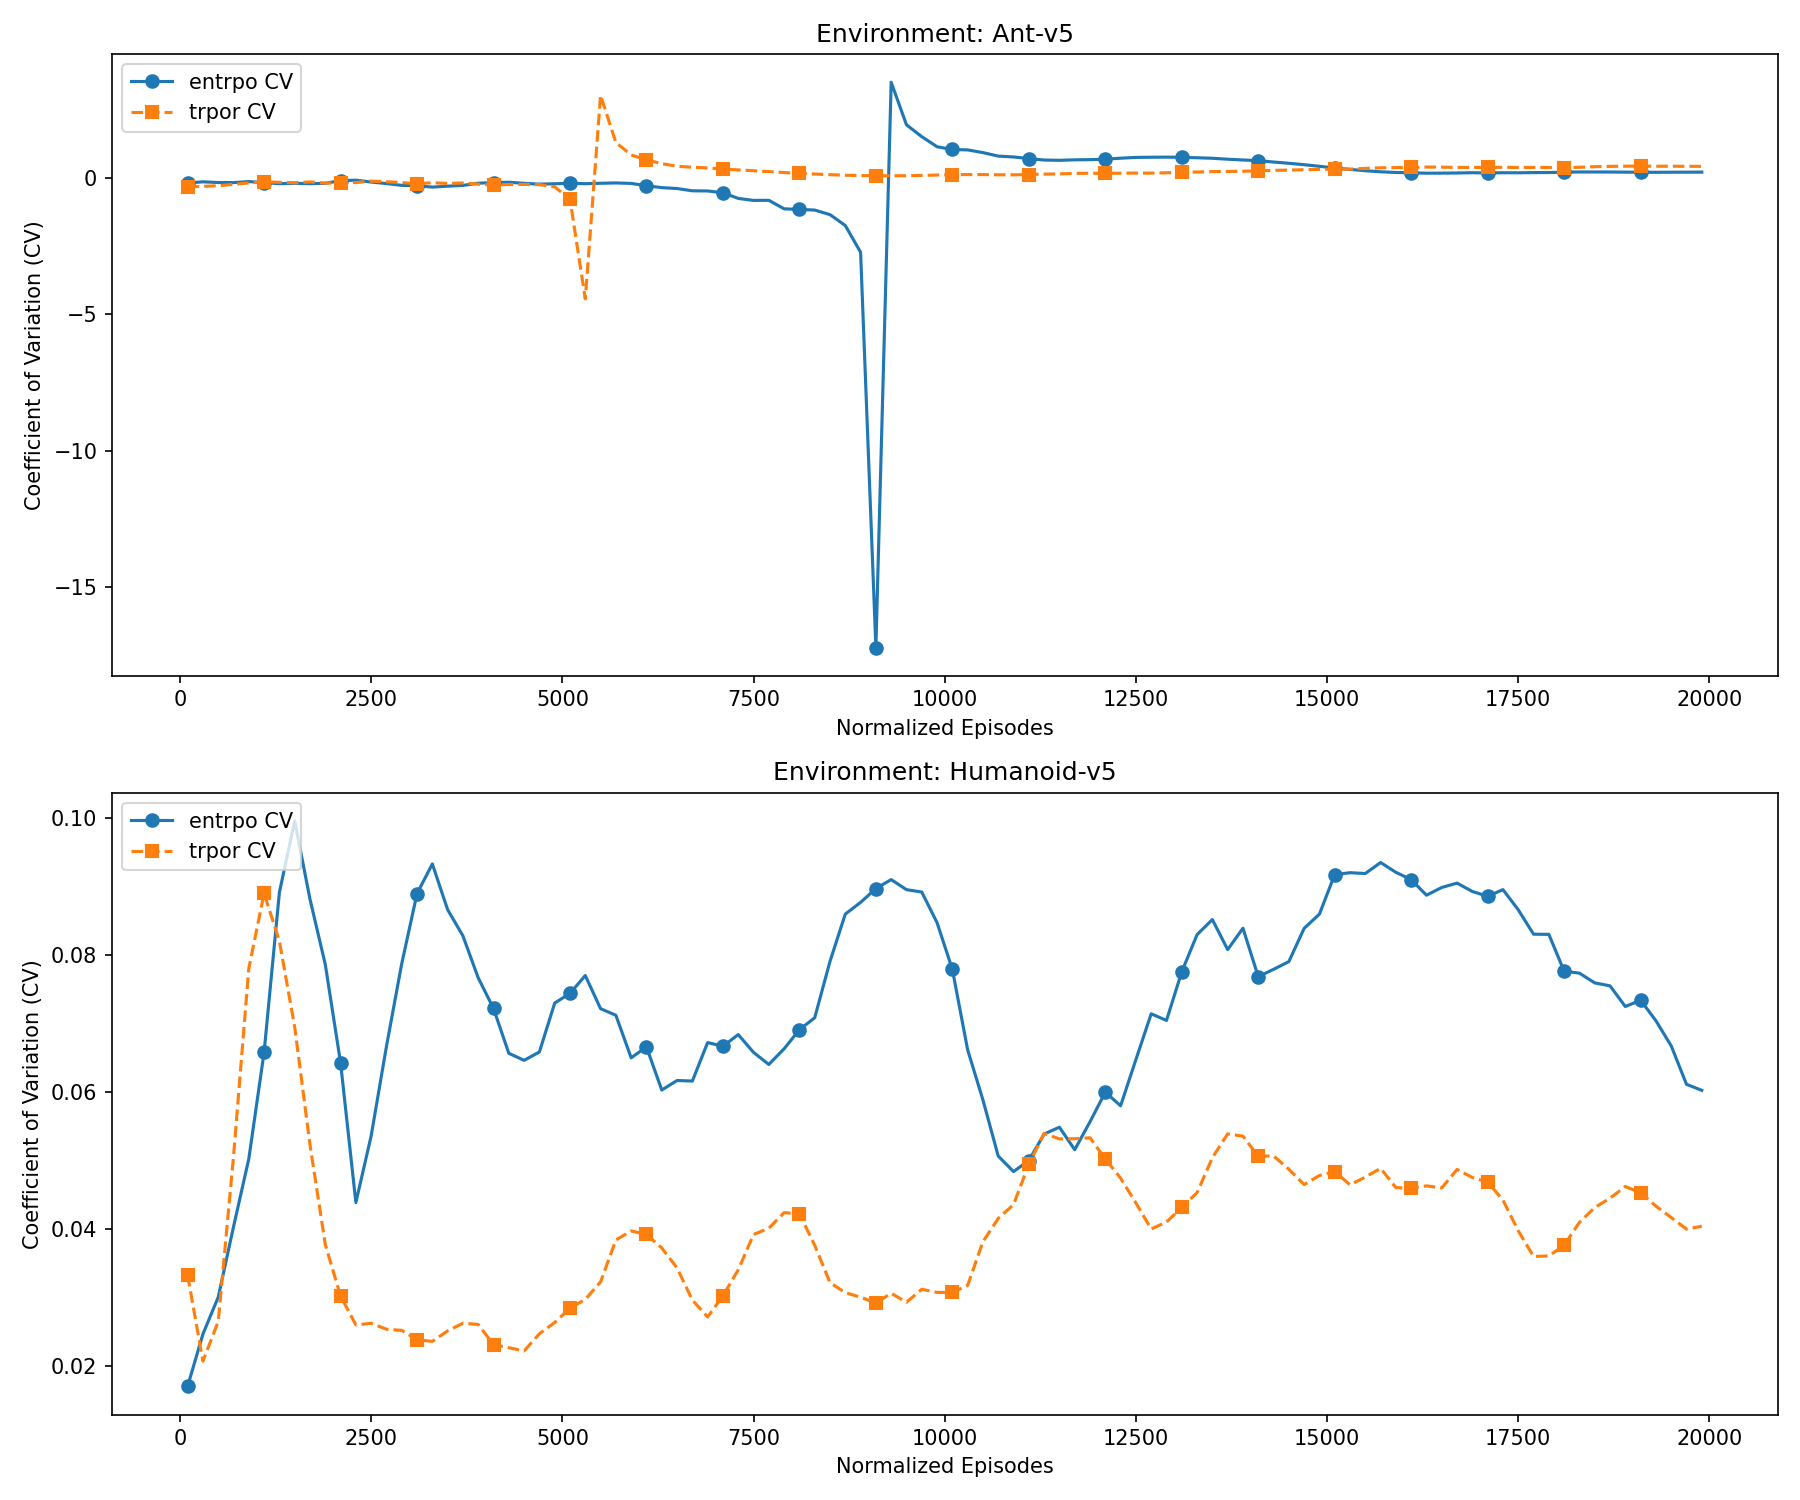 Environment: Ant-v5
entrpo CV
trpor CV
Coefficient of Variation (CV)
0
−5
−10
−15
0 2500 5000 7500 10000 12500 15000 17500 20000
Normalized Episodes
Environment: Humanoid-v5
entrpo CV
trpor CV
Coefficient of Variation (CV)
0.10
0.08
0.06
0.04
0.02
0 2500 5000 7500 10000 12500 15000 17500 20000
Normalized Episodes